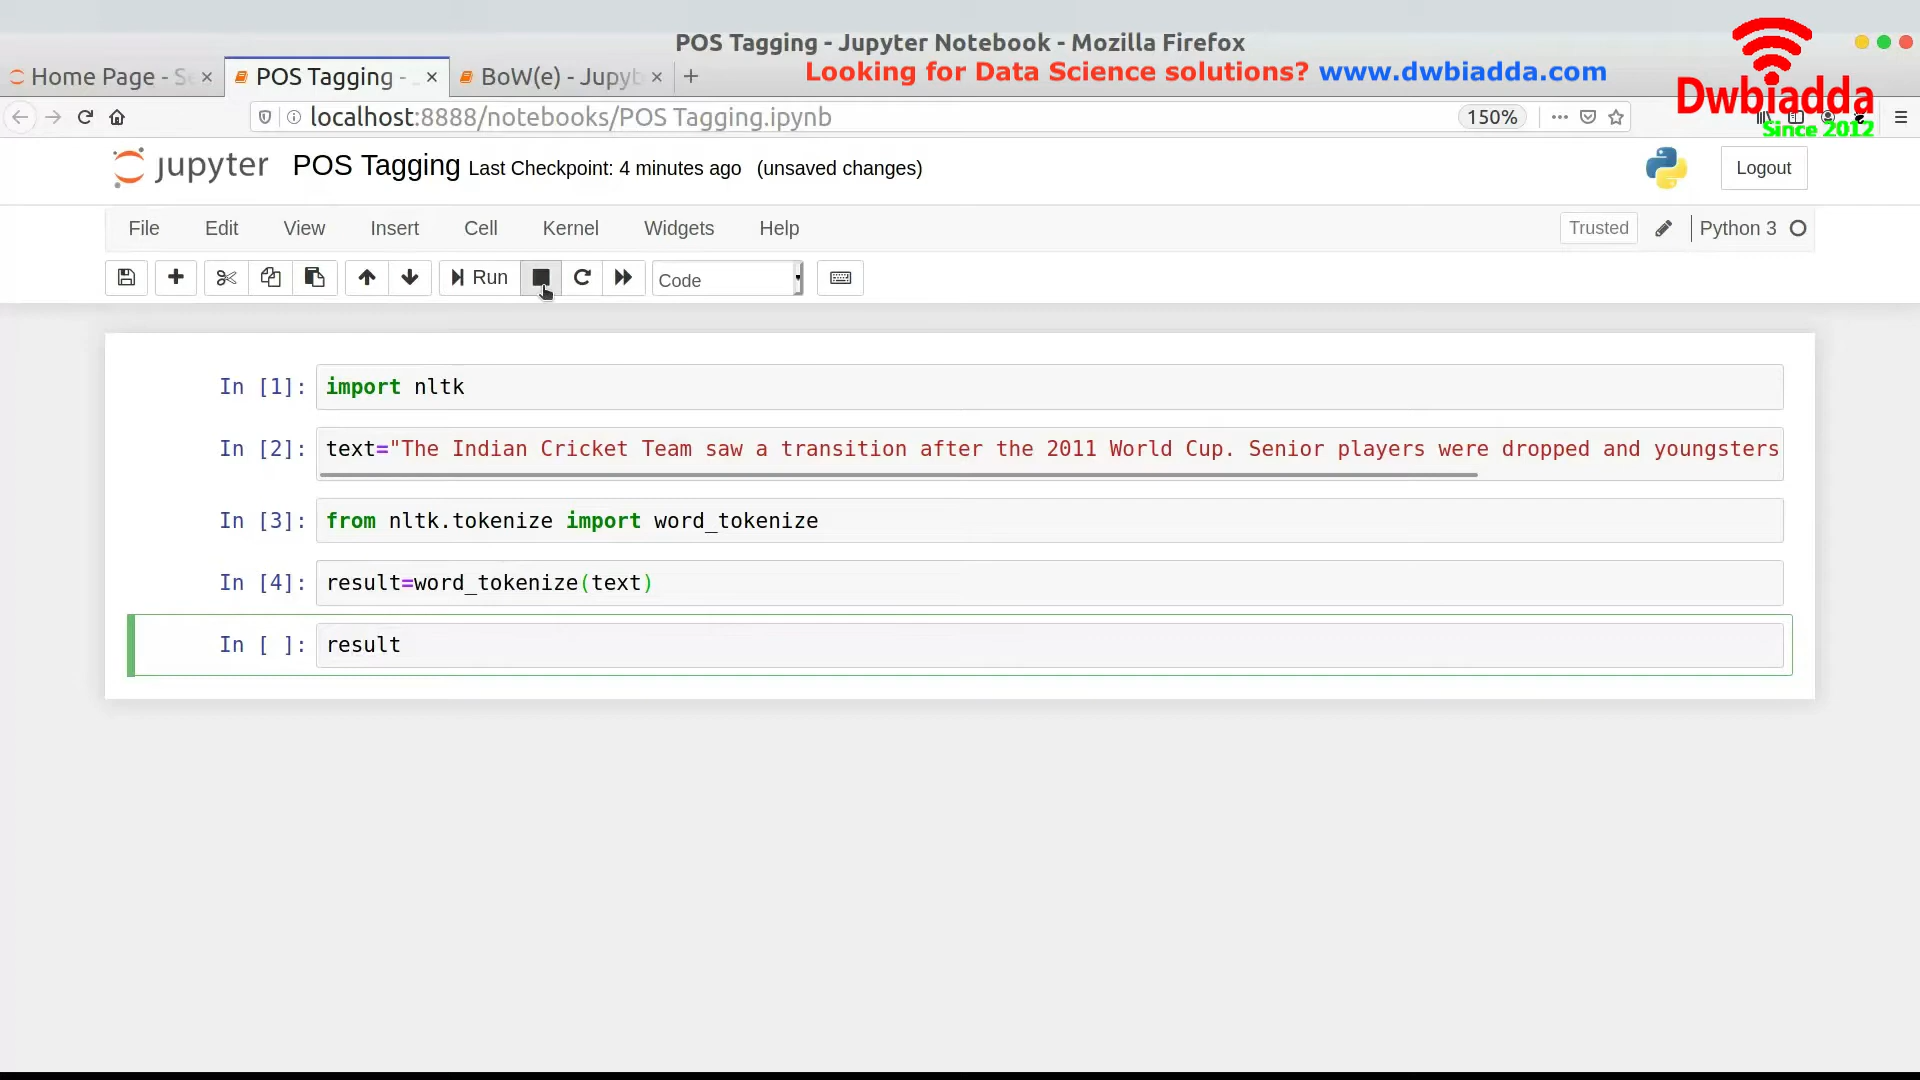 POS Tagging - Jupyter Notebook - Mozilla Firefox
Home Page - S
POS Tagging -
BoW(e) - Jupyt
Looking for Data Science solutions? www.dwbiadda.com
Dwbiadda
Since 2012
localhost:8888/notebooks/POS Tagging.ipynb
150%
jupyter POS Tagging Last Checkpoint: 4 minutes ago (unsaved changes)
Logout
File Edit View Insert Cell Kernel Widgets Help
Trusted
Python 3
Run
Code
In [1]: import nltk
In [2]: text="The Indian Cricket Team saw a transition after the 2011 World Cup. Senior players were dropped and youngsters
In [3]: from nltk.tokenize import word_tokenize
In [4]: result=word_tokenize(text)
In [ ]: result